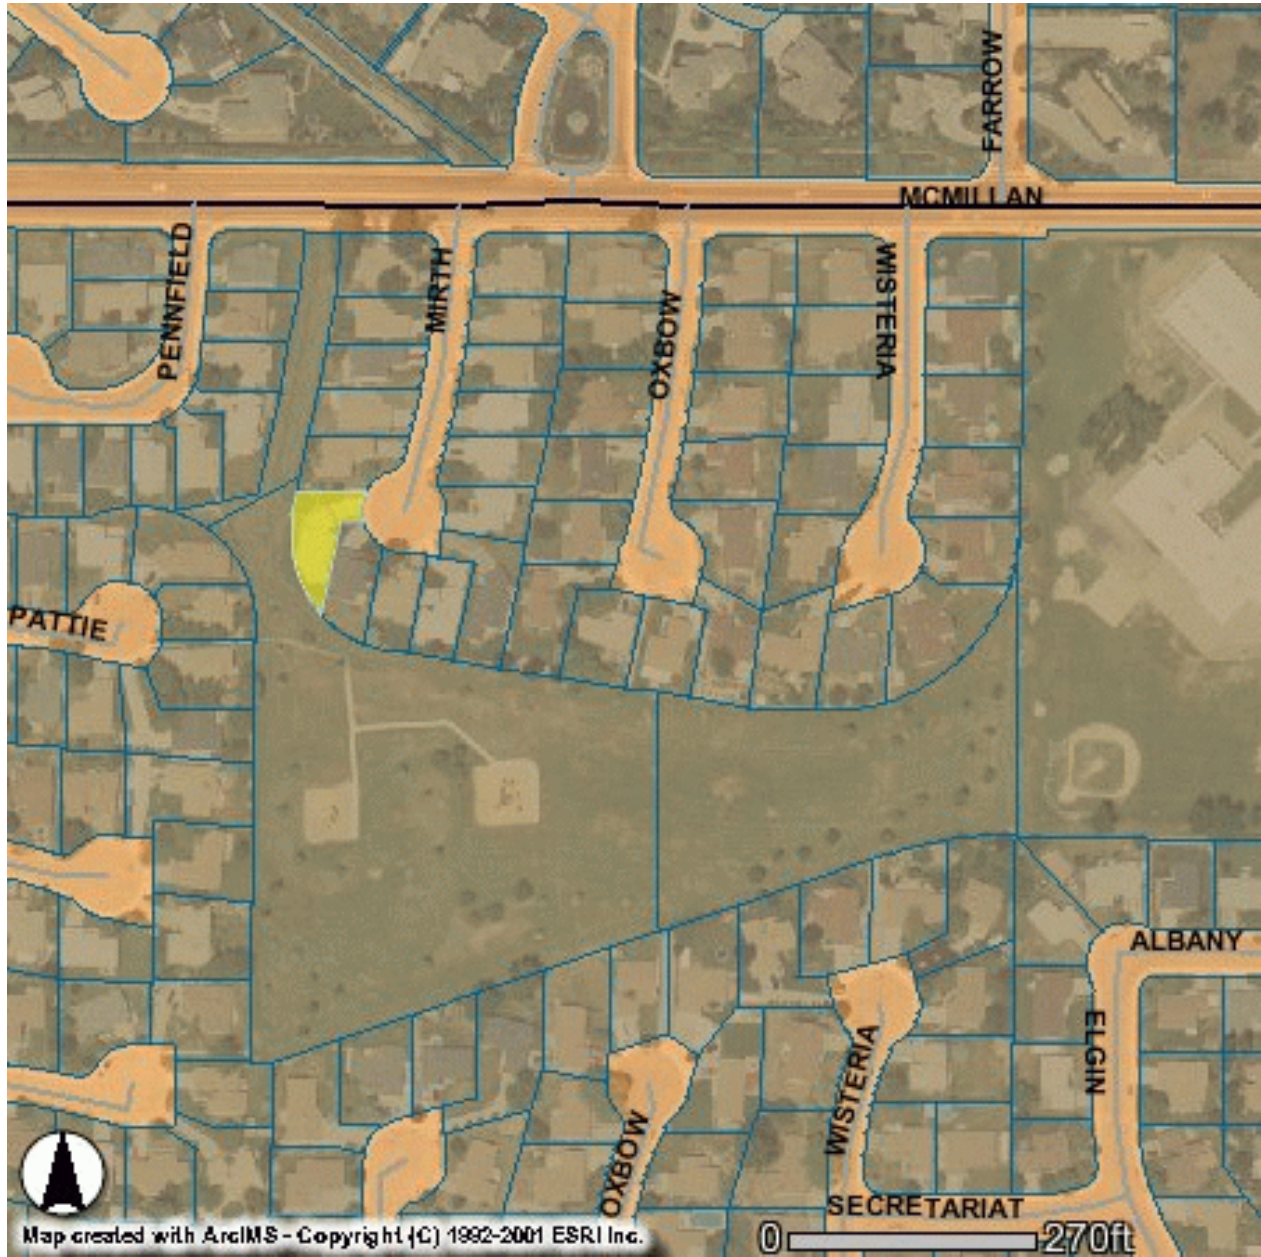 FARROW
MCMILLAN
PENNFIELD
MIRTH
OXBOW
WISTERIA
PATTIE
ALBANY
ELGIN
WISTERIA
OXBOW
SECRETARIAT
Map created with ArcIMS - Copyright (C) 1992-2001 ESRI Inc.
0 270ft